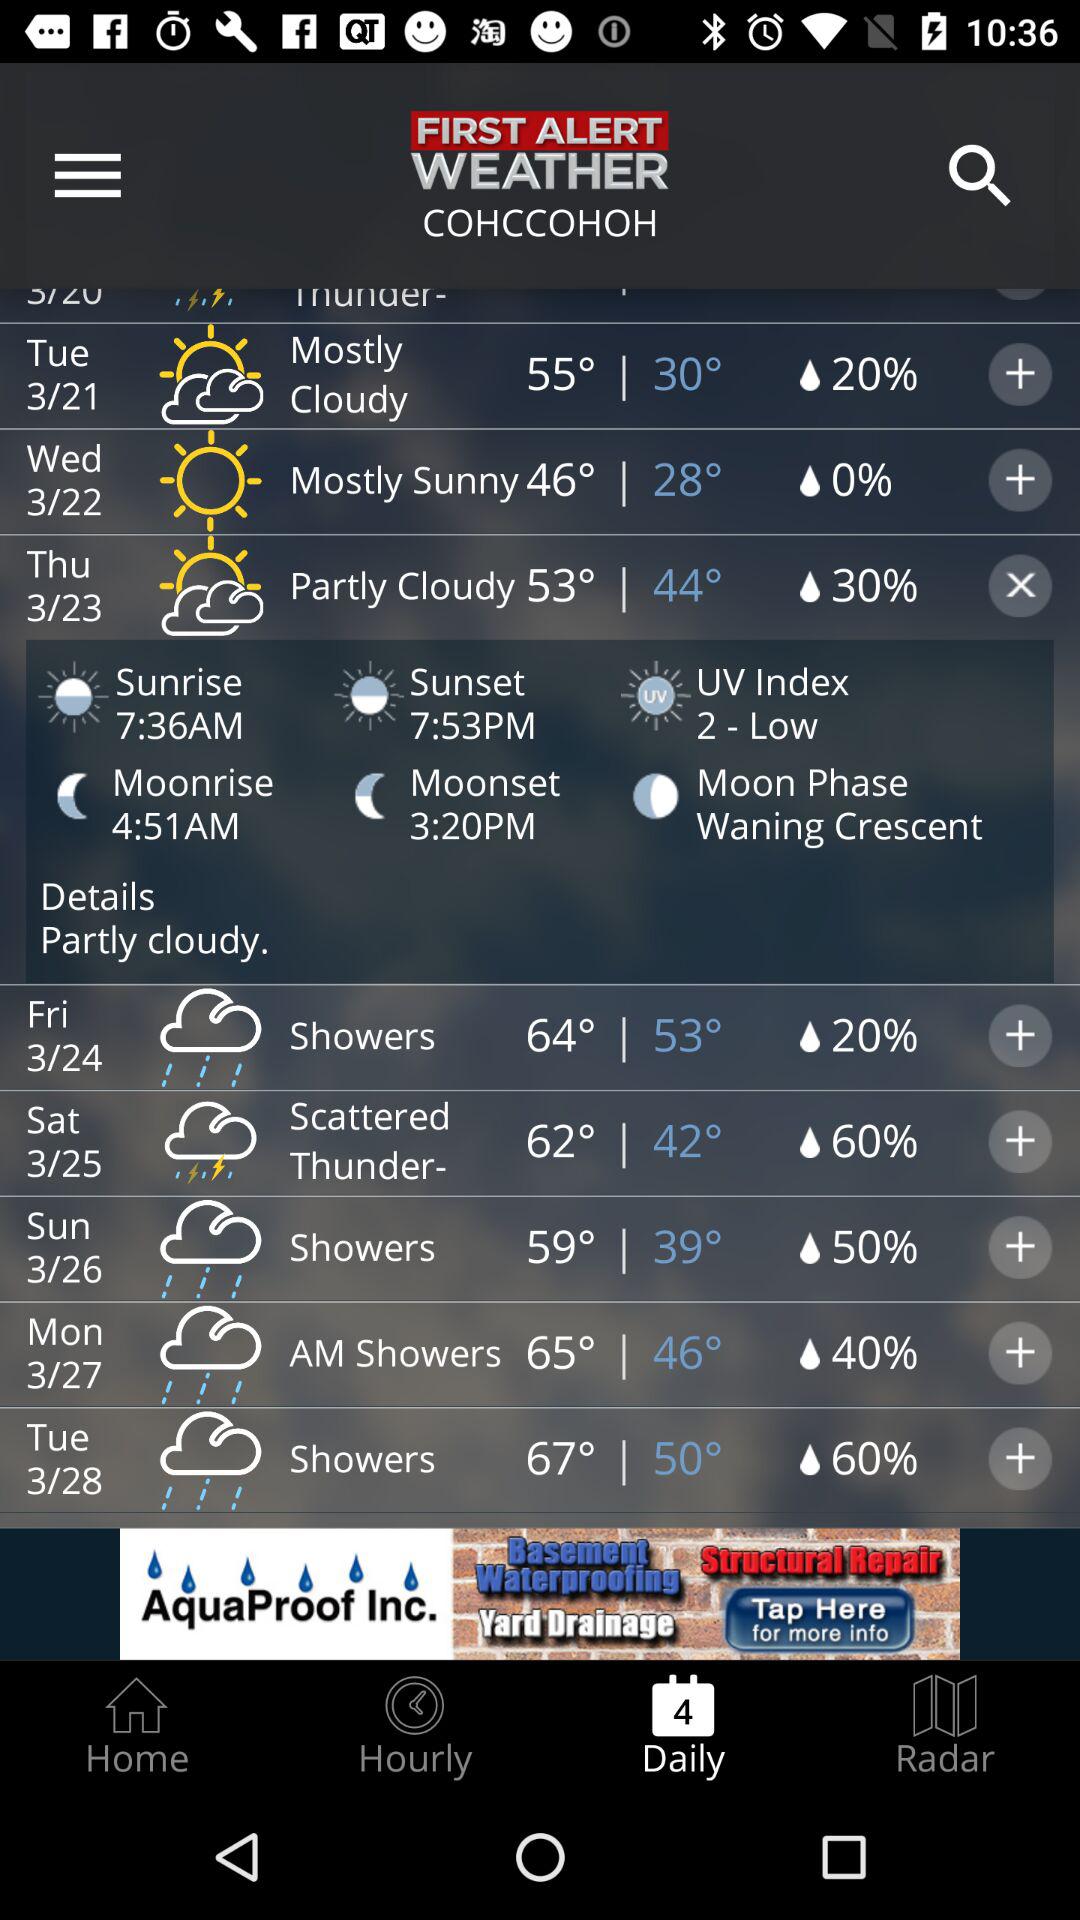 QT 淘 10:36
FIRST ALERT
WEATHER
COHCCOHOH
3/20 Thunder-
Tue
3/21
Mostly
Cloudy
55° | 30° 20%
Wed
3/22
Mostly Sunny 46° | 28° 0%
Thu
3/23
Partly Cloudy 53° | 44° 30%
Sunrise
7:36AM
Sunset
7:53PM
UV
UV Index
2 - Low
Moonrise
4:51AM
Moonset
3:20PM
Moon Phase
Waning Crescent
Details
Partly cloudy.
Fri
3/24
Showers 64° | 53° 20%
Sat
3/25
Scattered
Thunder-
62° | 42° 60%
Sun
3/26
Showers 59° | 39° 50%
Mon
3/27
AM Showers 65° | 46° 40%
Tue
3/28
Showers 67° | 50° 60%
AquaProof Inc.
Basement
Waterproofing
Yard Drainage
Structural Repair
Tap Here
for more info
Home
Hourly
4
Daily
Radar